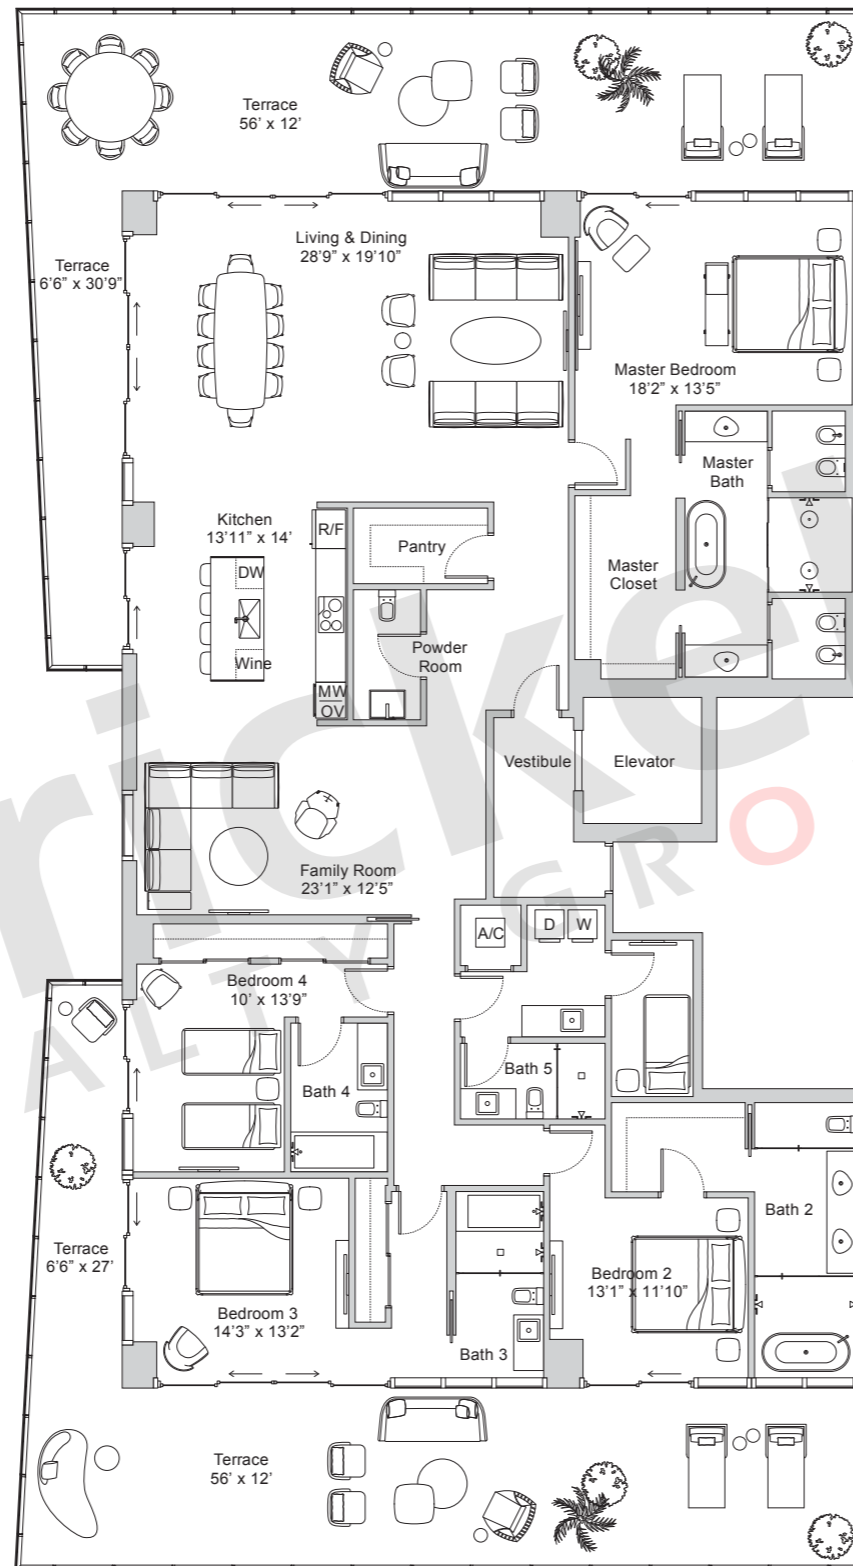 Terrace
56’ x 12’
Terrace
6’6” x 30’9”
Living & Dining
28’9” x 19’10”
Master Bedroom
18’2” x 13’5”
Master
Bath
Kitchen
13’11” x 14’
R/F
Pantry
DW
Master
Closet
Wine
Powder
Room
MW
OV
Vestibule
Elevator
Family Room
23’1” x 12’5”
A/C
D
W
Bedroom 4
10’ x 13’9”
Bath 4
Bath 5
Bath 2
Terrace
6’6” x 27’
Bedroom 2
13’1” x 11’10”
Bedroom 3
14’3” x 13’2”
Bath 3
Terrace
56’ x 12’
ricke
ALTY GRO